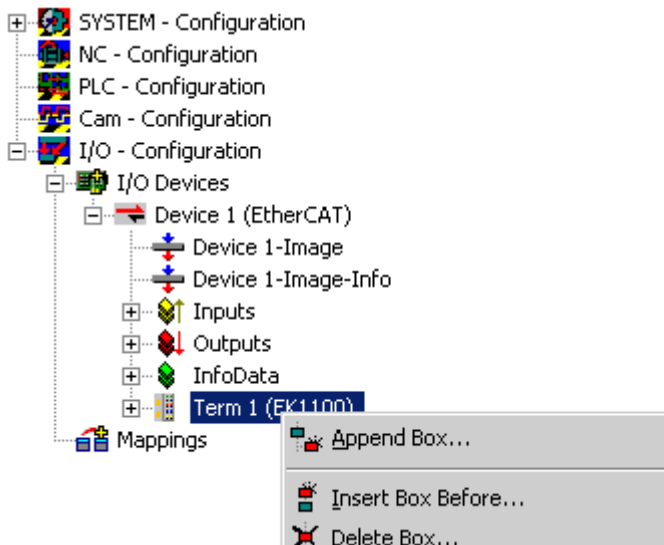 SYSTEM - Configuration
NC - Configuration
PLC - Configuration
Cam - Configuration
I/O - Configuration
I/O Devices
Device 1 (EtherCAT)
Device 1-Image
Device 1-Image-Info
Inputs
Outputs
InfoData
Term 1 (EK1100)
Mappings
Append Box...
Insert Box Before...
Delete Box...